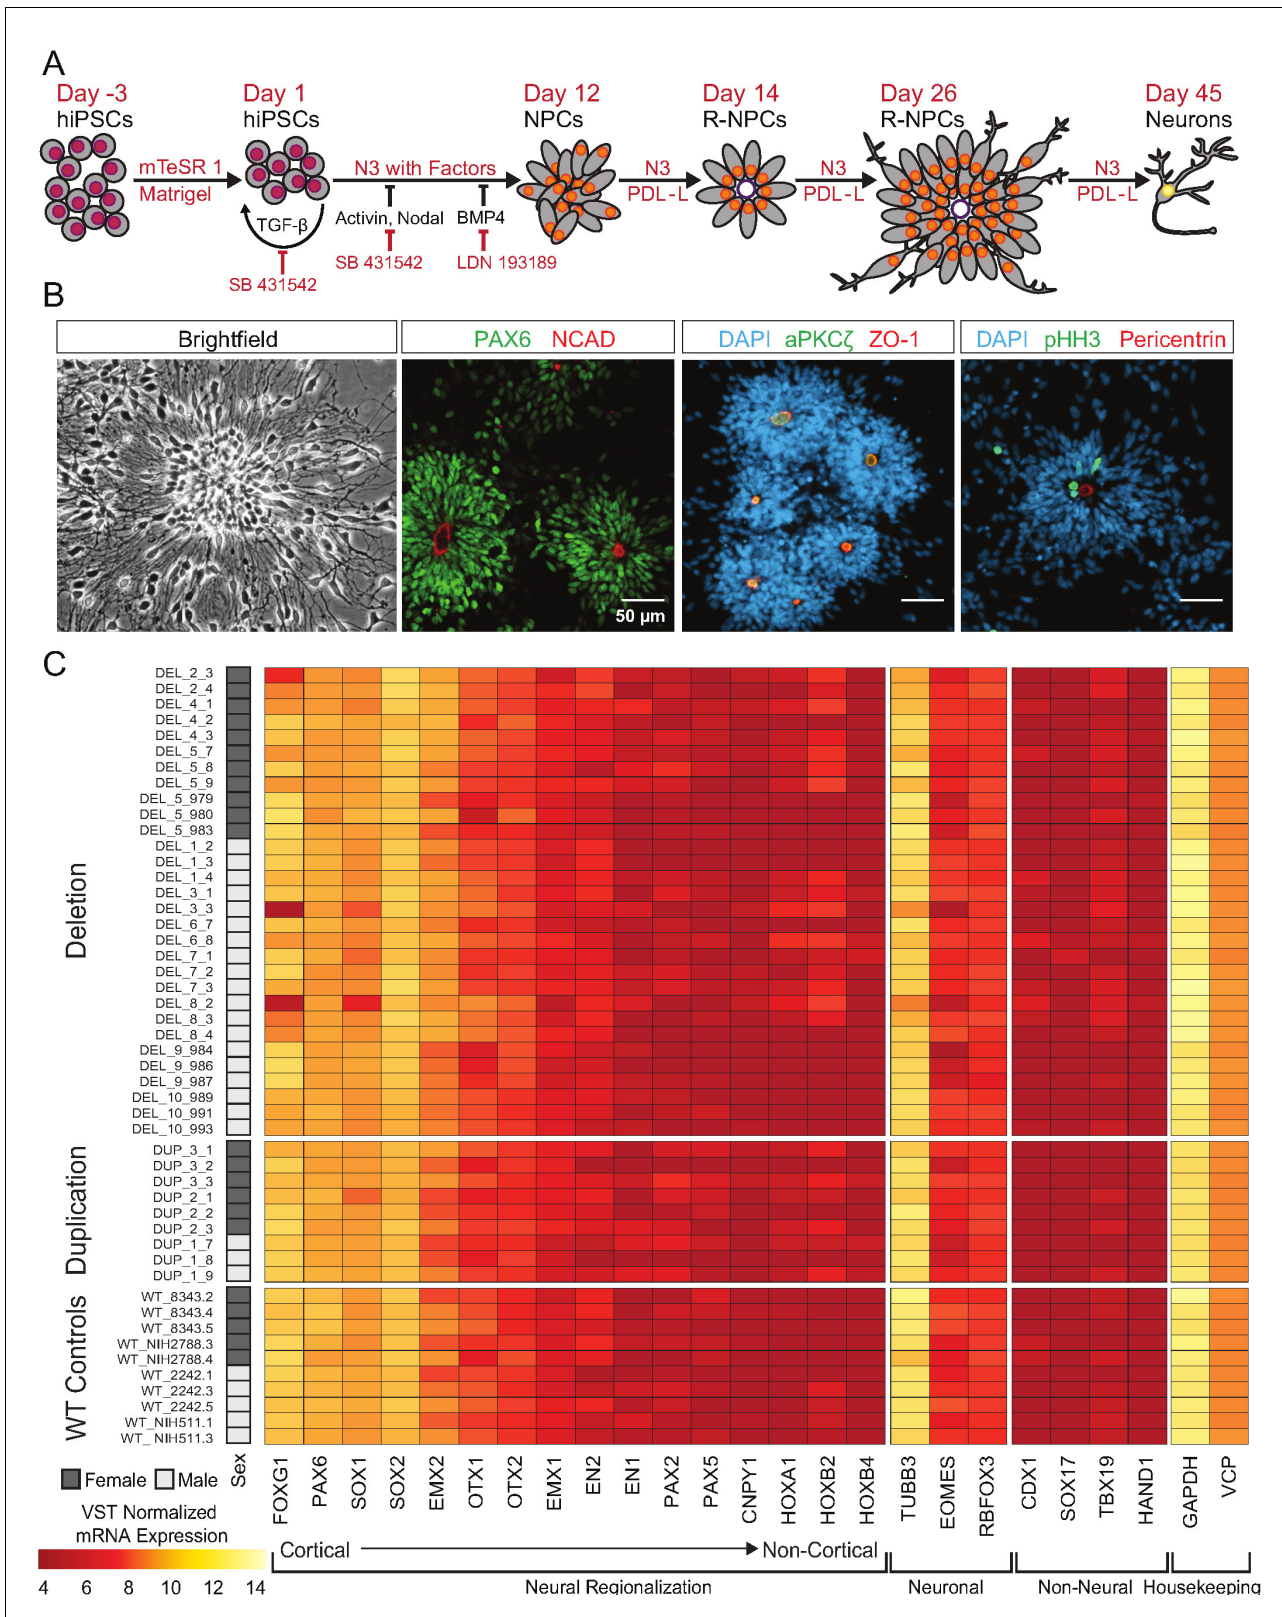 A
Day -3
hiPSCs
Day 1
hiPSCs
Day 12
NPCs
Day 14
R-NPCs
Day 26
R-NPCs
Day 45
Neurons
mTeSR 1
Matrigel
N3 with Factors
N3
PDL-L
N3
PDL-L
N3
PDL-L
TGF-β
Activin, Nodal
BMP4
SB 431542
SB 431542
LDN 193189
B
Brightfield
PAX6 NCAD
DAPI aPKCζ ZO-1
DAPI pHH3 Pericentrin
50 µm
C
Deletion
DEL_2_3
DEL_2_4
DEL_4_1
DEL_4_2
DEL_4_3
DEL_5_7
DEL_5_8
DEL_5_9
DEL_5_979
DEL_5_980
DEL_5_983
DEL_1_2
DEL_1_3
DEL_1_4
DEL_3_1
DEL_3_3
DEL_6_7
DEL_6_8
DEL_7_1
DEL_7_2
DEL_7_3
DEL_8_2
DEL_8_3
DEL_8_4
DEL_9_984
DEL_9_986
DEL_9_987
DEL_10_989
DEL_10_991
DEL_10_993
Duplication
DUP_3_1
DUP_3_2
DUP_3_3
DUP_2_1
DUP_2_2
DUP_2_3
DUP_1_7
DUP_1_8
DUP_1_9
WT Controls
WT_8343.2
WT_8343.4
WT_8343.5
WT_NIH2788.3
WT_NIH2788.4
WT_2242.1
WT_2242.3
WT_2242.5
WT_NIH511.1
WT_NIH511.3
Female Male
Sex
FOXG1
PAX6
SOX1
SOX2
EMX2
OTX1
OTX2
EMX1
EN2
EN1
PAX2
PAX5
CNPY1
HOXA1
HOXB2
HOXB4
TUBB3
EOMES
RBFOX3
CDX1
SOX17
TBX19
HAND1
GAPDH
VCP
VST Normalized
mRNA Expression
4 6 8 10 12 14
Cortical Non-Cortical
Neural Regionalization
Neuronal
Non-Neural
Housekeeping